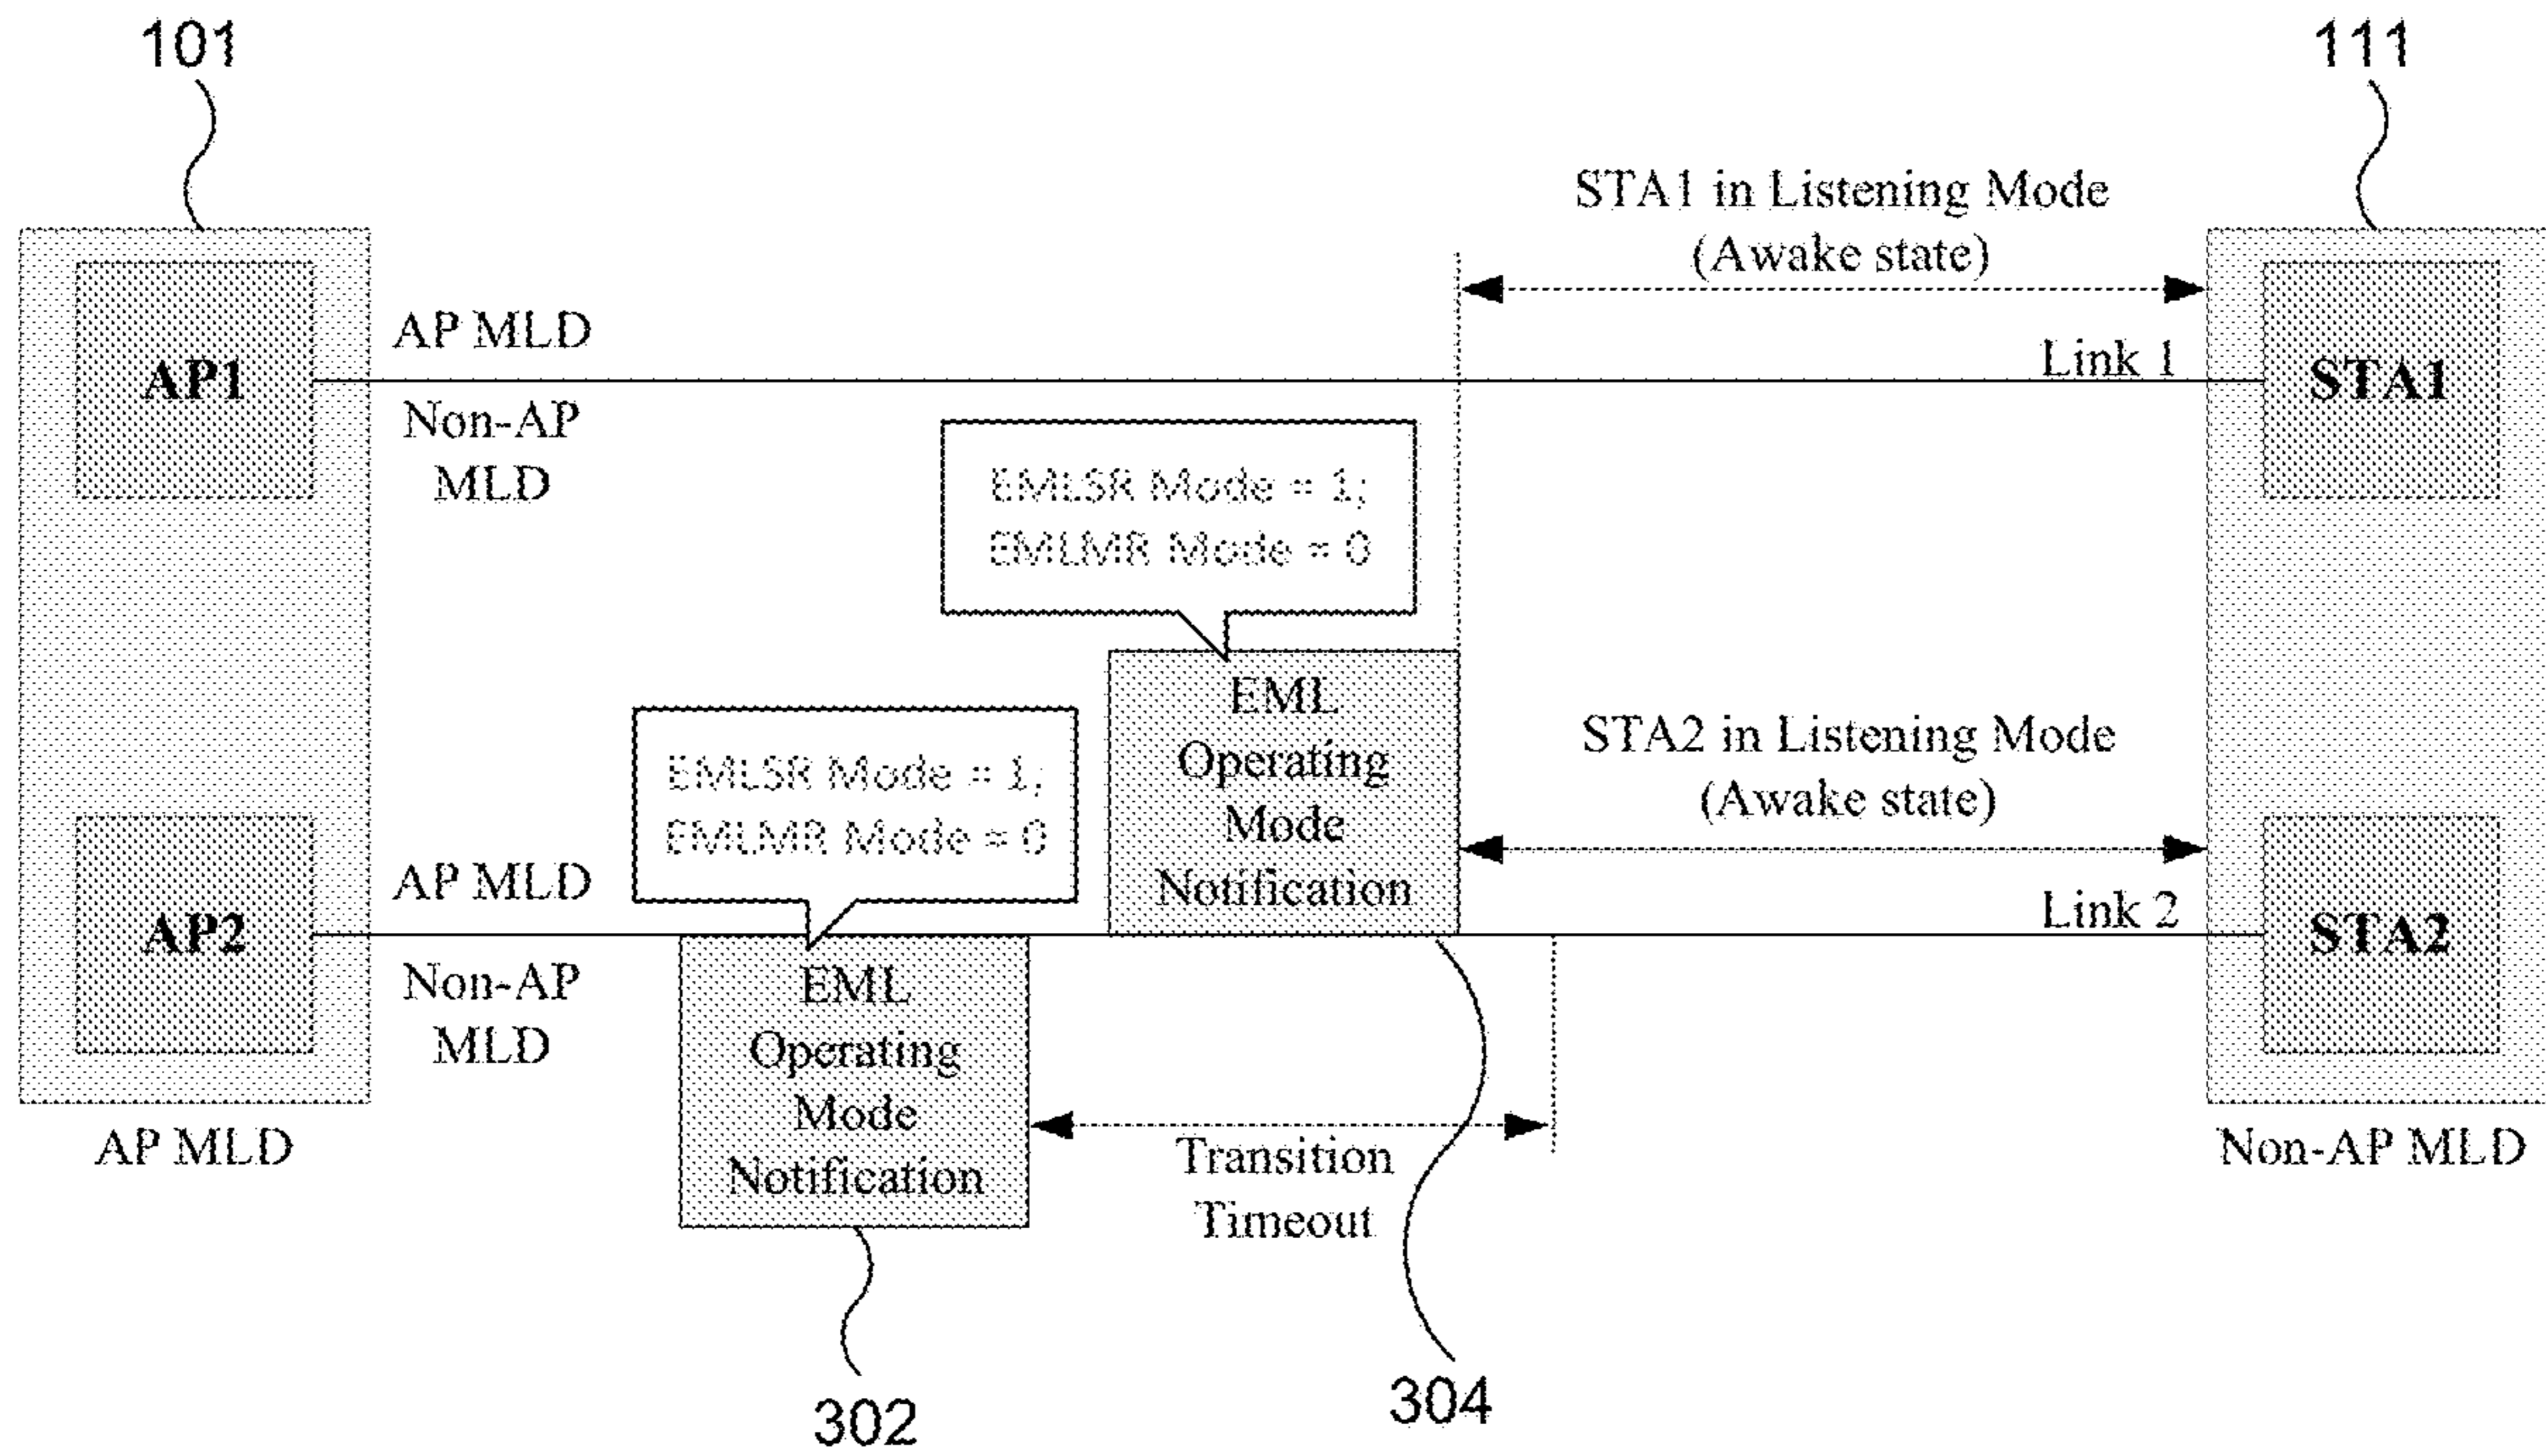 101
111
STA1 in Listening Mode
(Awake state)
AP MLD
Link 1
AP1
STA1
Non-AP
MLD
EMLSR Mode = 1;
EMLMR Mode = 0
EML
Operating
Mode
Notification
EMLSR Mode = 1;
EMLMR Mode = 0
STA2 in Listening Mode
(Awake state)
AP MLD
Link 2
AP2
STA2
Non-AP
MLD
EML
Operating
Mode
Notification
Transition
Timeout
AP MLD
Non-AP MLD
302
304